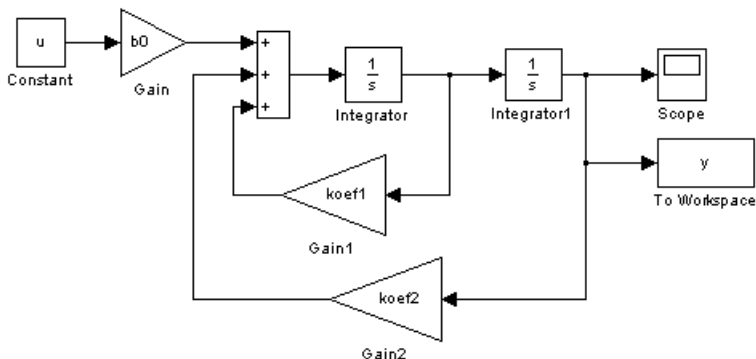 u
Constant
b0
Gain
+
+
+
1
s
Integrator
1
s
Integrator1
Scope
y
To Workspace
koef1
Gain1
koef2
Gain2